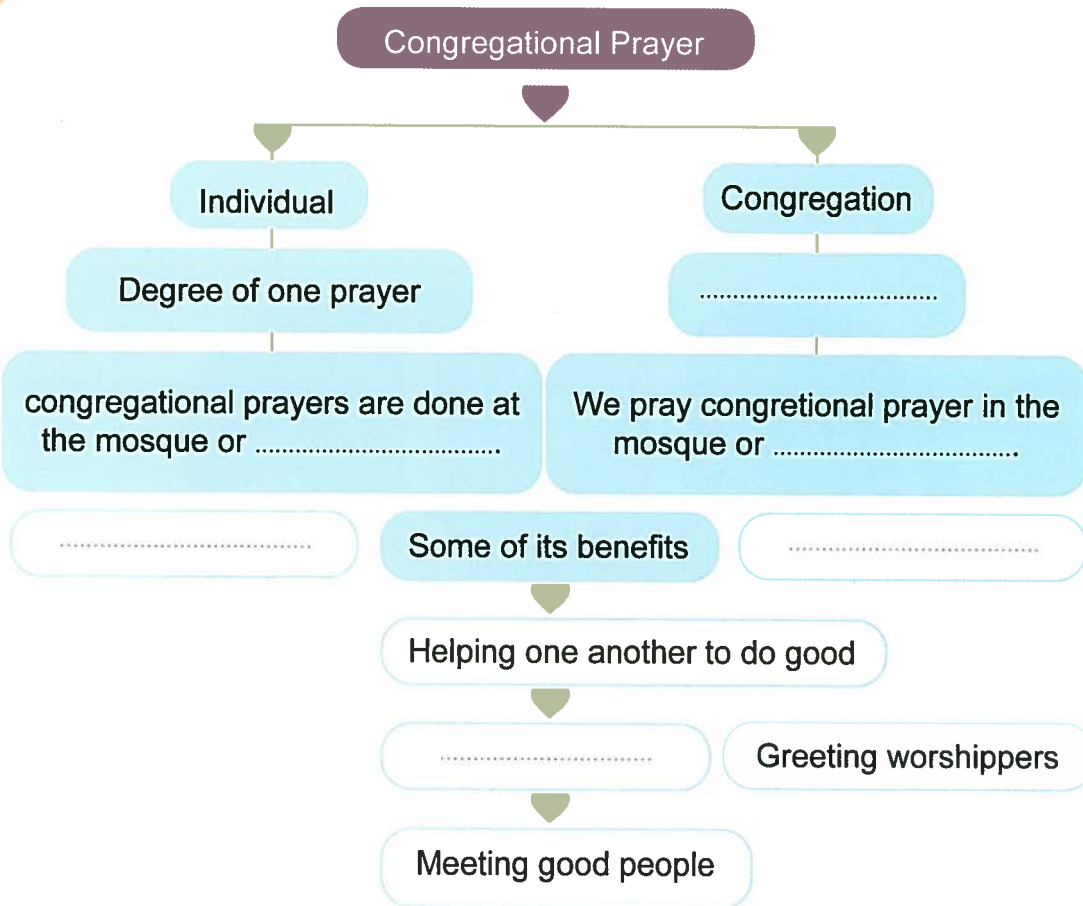 Congregational Prayer
Individual
Congregation
Degree of one prayer
......................................
congregational prayers are done at
the mosque or .......................................
We pray congretional prayer in the
mosque or .......................................
........................................
Some of its benefits
........................................
Helping one another to do good
..................................
Greeting worshippers
Meeting good people